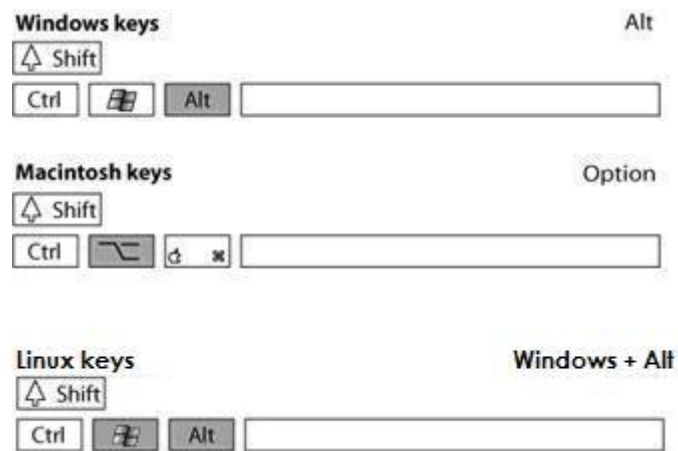 Windows keys Alt
Shift
Ctrl Alt
Macintosh keys Option
Shift
Ctrl ⌥ ⌘
Linux keys Windows + Alt
Shift
Ctrl Alt